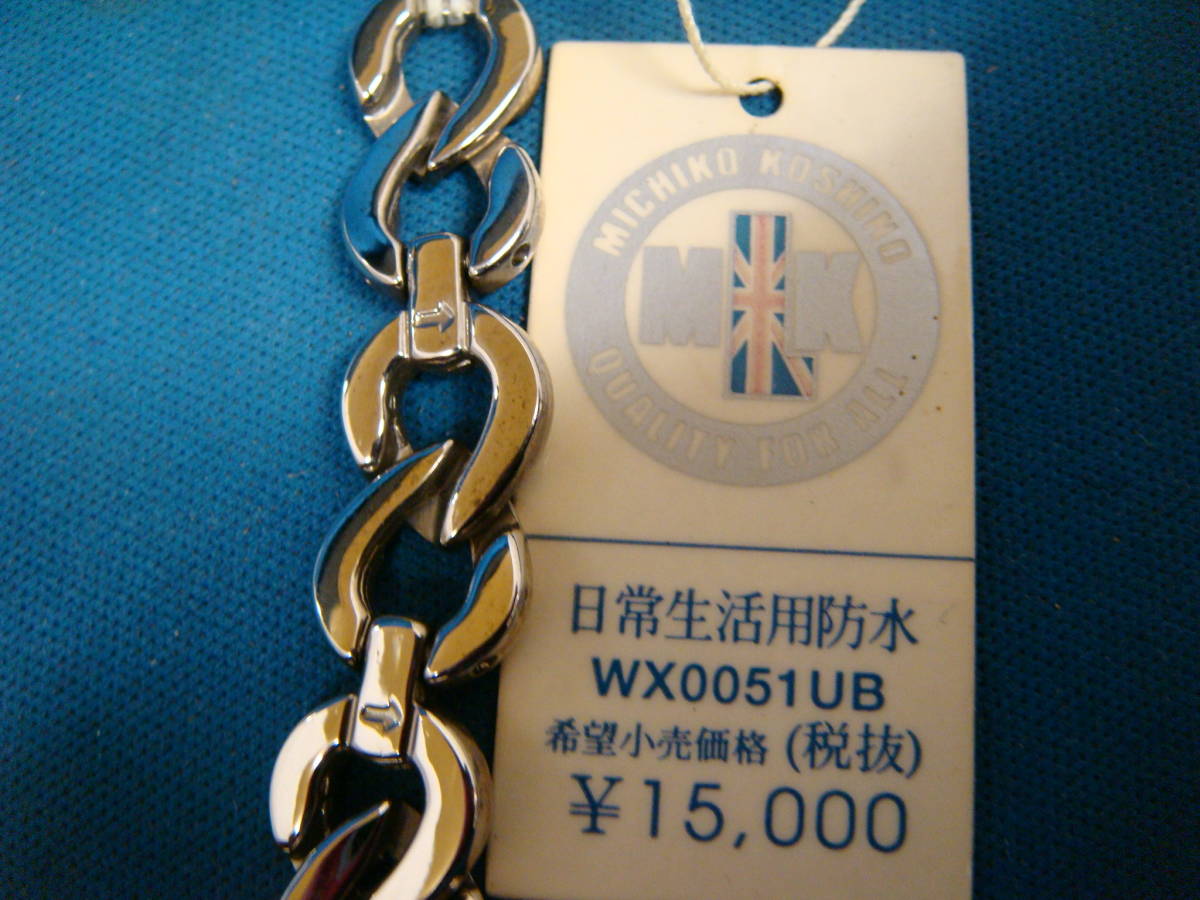 MICHIKO KOSHINO
MK
QUALITY FOR ALL
日常生活用防水
WX0051UB
希望小売価格 (税抜)
¥15,000